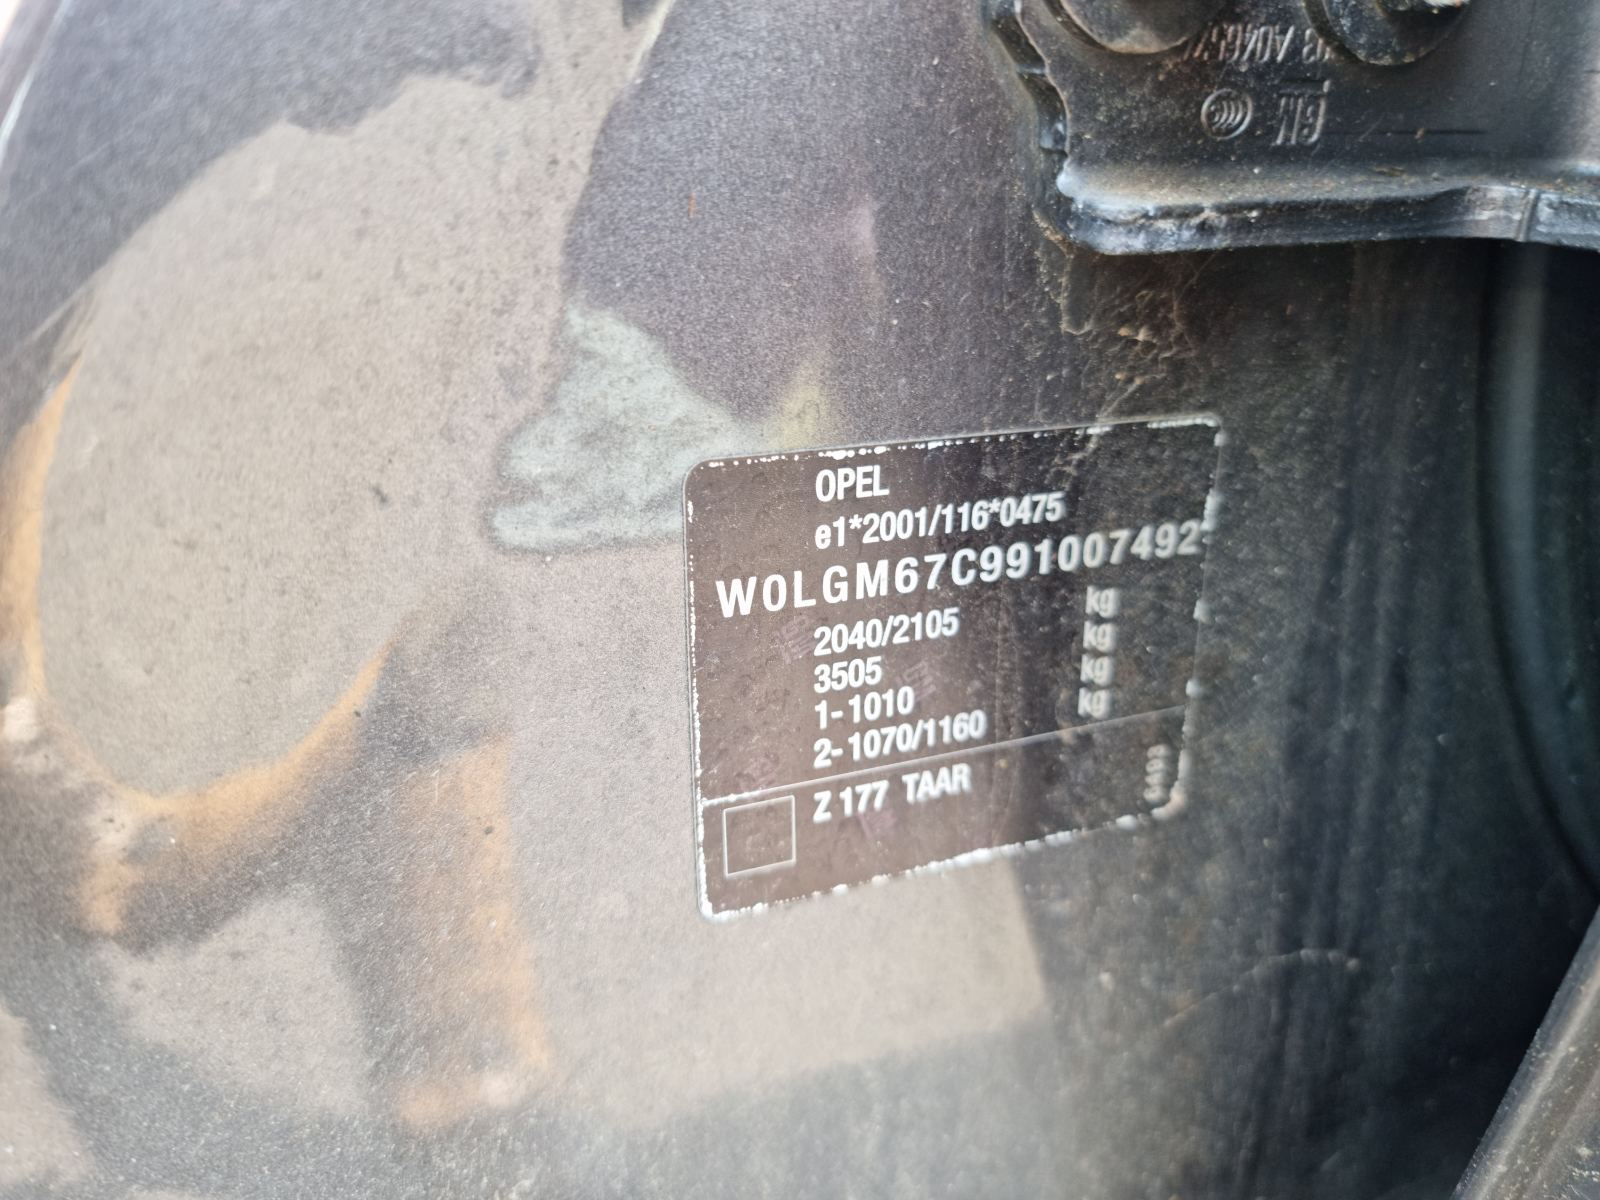 GM
OPEL
e1*2001/116*0475
W0LGM67C991007492
2040/2105 kg
3505 kg
1-1010 kg
2-1070/1160 kg
Z 177 TAAR